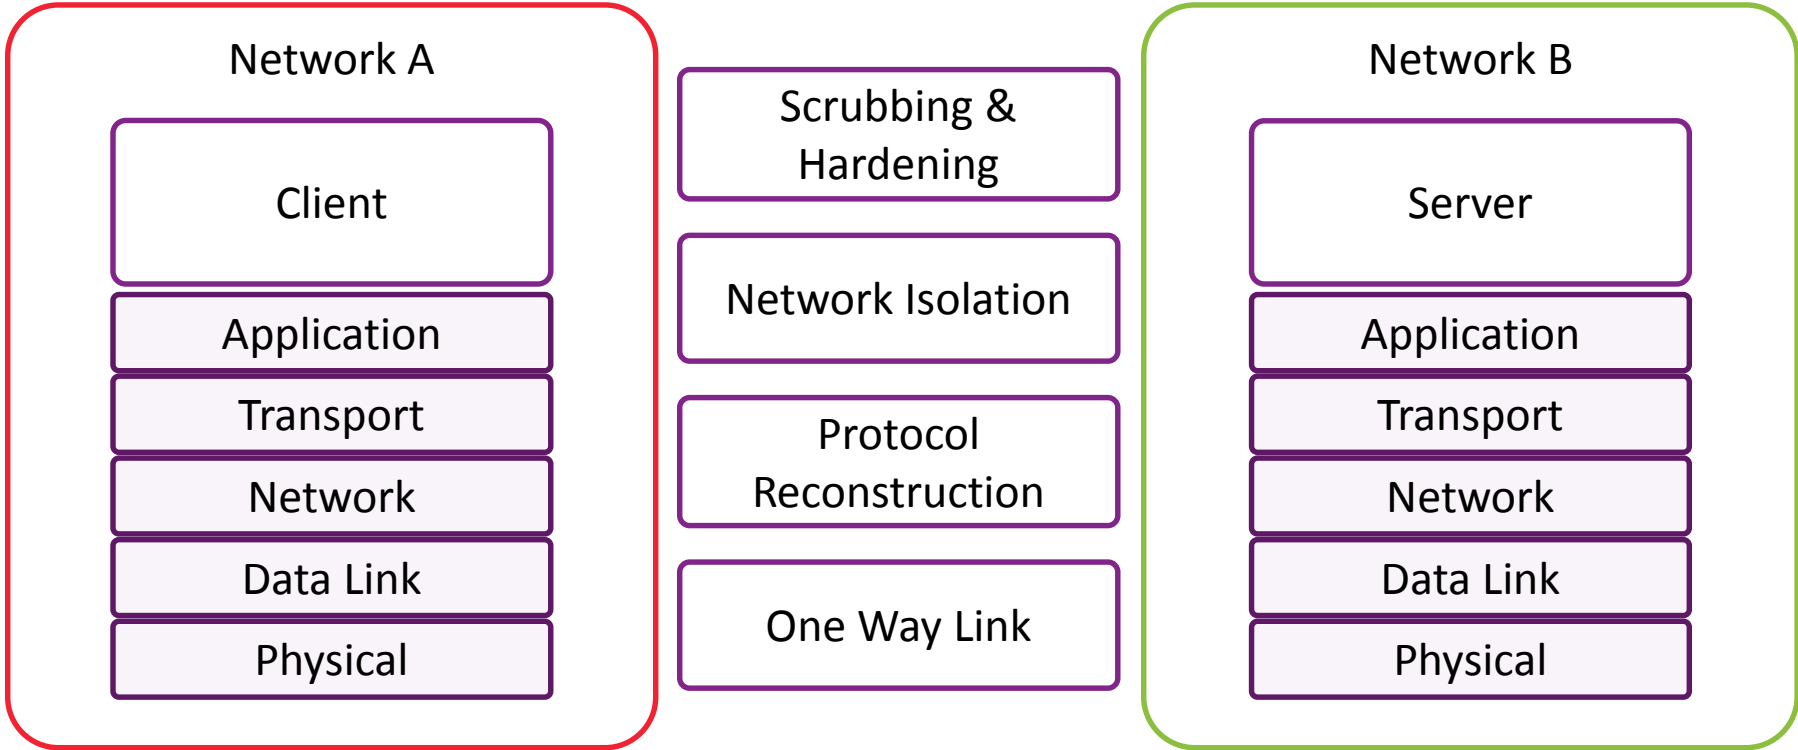 Network A
Client
Application
Transport
Network
Data Link
Physical
Scrubbing &
Hardening
Network Isolation
Protocol
Reconstruction
One Way Link
Network B
Server
Application
Transport
Network
Data Link
Physical